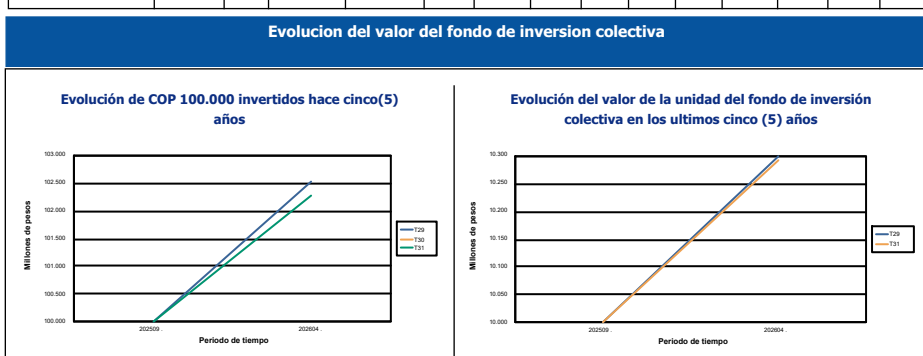 Evolucion del valor del fondo de inversion colectiva
Evolución de COP 100.000 invertidos hace cinco(5)
años
103.000
102.500
102.000
101.500
101.000
100.500
100.000
Millones de pesos
202509 .
202604 .
Periodo de tiempo
T29
T30
T31
Evolución del valor de la unidad del fondo de inversión
colectiva en los ultimos cinco (5) años
10.300
10.250
10.200
10.150
10.100
10.050
10.000
Millones de pesos
202509 .
202604 .
Periodo de tiempo
T29
T31